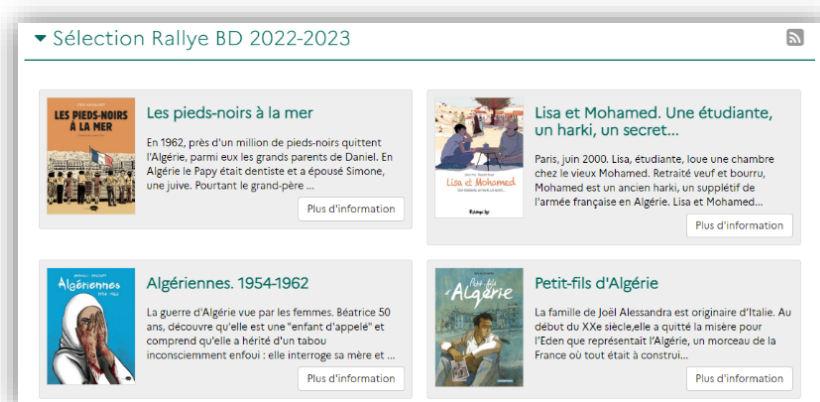 Sélection Rallye BD 2022-2023
LES PIEDS-NOIRS
À LA MER
Les pieds-noirs à la mer
En 1962, près d'un million de pieds-noirs quittent
l'Algérie, parmi eux les grands parents de Daniel. En
Algérie le Papy était dentiste et a épousé Simone,
une juive. Pourtant le grand-père ...
Plus d'information
Lisa et Mohamed
Lisa et Mohamed. Une étudiante,
un harki, un secret...
Paris, juin 2000. Lisa, étudiante, loue une chambre
chez le vieux Mohamed. Retraité veuf et bourru,
Mohamed est un ancien harki, un supplétif de
l'armée française en Algérie. Lisa et Mohamed...
Plus d'information
Algériennes
1954-1962
Algériennes. 1954-1962
La guerre d'Algérie vue par les femmes. Béatrice 50
ans, découvre qu'elle est une "enfant d'appelé" et
comprend qu'elle a hérité d'un tabou
inconsciemment enfoui : elle interroge sa mère et ...
Plus d'information
Petit-fils
d'Algérie
Petit-fils d'Algérie
La famille de Joël Alessandra est originaire d'Italie. Au
début du XXe siècle,elle a quitté la misère pour
l'Eden que représentait l'Algérie, un morceau de la
France où tout était à construi...
Plus d'information